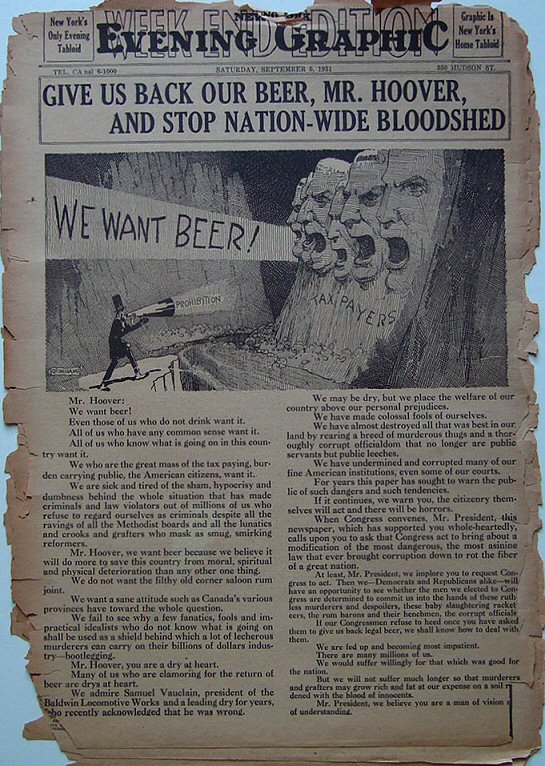 New York's
Only Evening
Tabloid
WEEK END EDITION
NEW YORK
EVENING GRAPHIC
Graphic Is
New York's
Home Tabloid
TEL. CA nal 6-1000
SATURDAY, SEPTEMBER 5, 1931
350 HUDSON ST.
GIVE US BACK OUR BEER, MR. HOOVER,
AND STOP NATION-WIDE BLOODSHED
WE WANT BEER!
PROHIBITION
TAX PAYERS
Mr. Hoover:
We want beer!
Even those of us who do not drink want it.
All of us who have any common sense want it.
All of us who know what is going on in this coun-
try want it.
We who are the great mass of the tax paying, bur-
den carrying public, the American citizens, want it.
We are sick and tired of the sham, hypocrisy and
dumbness behind the whole situation that has made
criminals and law violators out of millions of us who
refuse to regard ourselves as criminals despite all the
ravings of all the Methodist boards and all the lunatics
and crooks and grafters who mask as smug, smirking
reformers.
Mr. Hoover, we want beer because we believe it
will do more to save this country from moral, spiritual
and physical deterioration than any other one thing.
We do not want the filthy old corner saloon rum
joint.
We want a sane attitude such as Canada's various
provinces have toward the whole question.
We fail to see why a few fanatics, fools and im-
practical idealists who do not know what is going on
shall be used as a shield behind which a lot of lecherous
murderers can carry on their billions of dollars indus-
try—bootlegging.
Mr. Hoover, you are a dry at heart.
Many of us who are clamoring for the return of
beer are drys at heart.
We admire Samuel Vauclain, president of the
Baldwin Locomotive Works and a leading dry for years,
who recently acknowledged that he was wrong.
We may be dry, but we place the welfare of our
country above our personal prejudices.
We have made colossal fools of ourselves.
We have almost destroyed all that was best in our
land by rearing a breed of murderous thugs and a thor-
oughly corrupt officialdom that no longer are public
servants but public leeches.
We have undermined and corrupted many of our
fine American institutions, even some of our courts.
For years this paper has sought to warn the pub-
lic of such dangers and such tendencies.
If it continues, we warn you, the citizenry them-
selves will act and there will be horrors.
When Congress convenes, Mr. President, this
newspaper, which has supported you whole-heartedly,
calls upon you to ask that Congress act to bring about a
modification of the most dangerous, the most asinine
law that ever brought corruption down to rot the fiber
of a great nation.
At least, Mr. President, we implore you to request Con-
gress to act. Then we—Democrats and Republicans alike—will
have an opportunity to see whether the men we elected to Con-
gress are determined to commit us into the hands of these ruth-
less murderers and despoilers, these baby slaughtering racket
eers, the rum barons and their henchmen, the corrupt officials
If our Congressmen refuse to heed once you have asked
them to give us back legal beer, we shall know how to deal with
them.
We are fed up and becoming most impatient.
There are many millions of us.
We would suffer willingly for that which was good for
the nation.
But we will not suffer much longer so that murderers
and grafters may grow rich and fat at our expense on a soil
dened with the blood of innocents.
Mr. President, we believe you are a man of vision
of understanding.